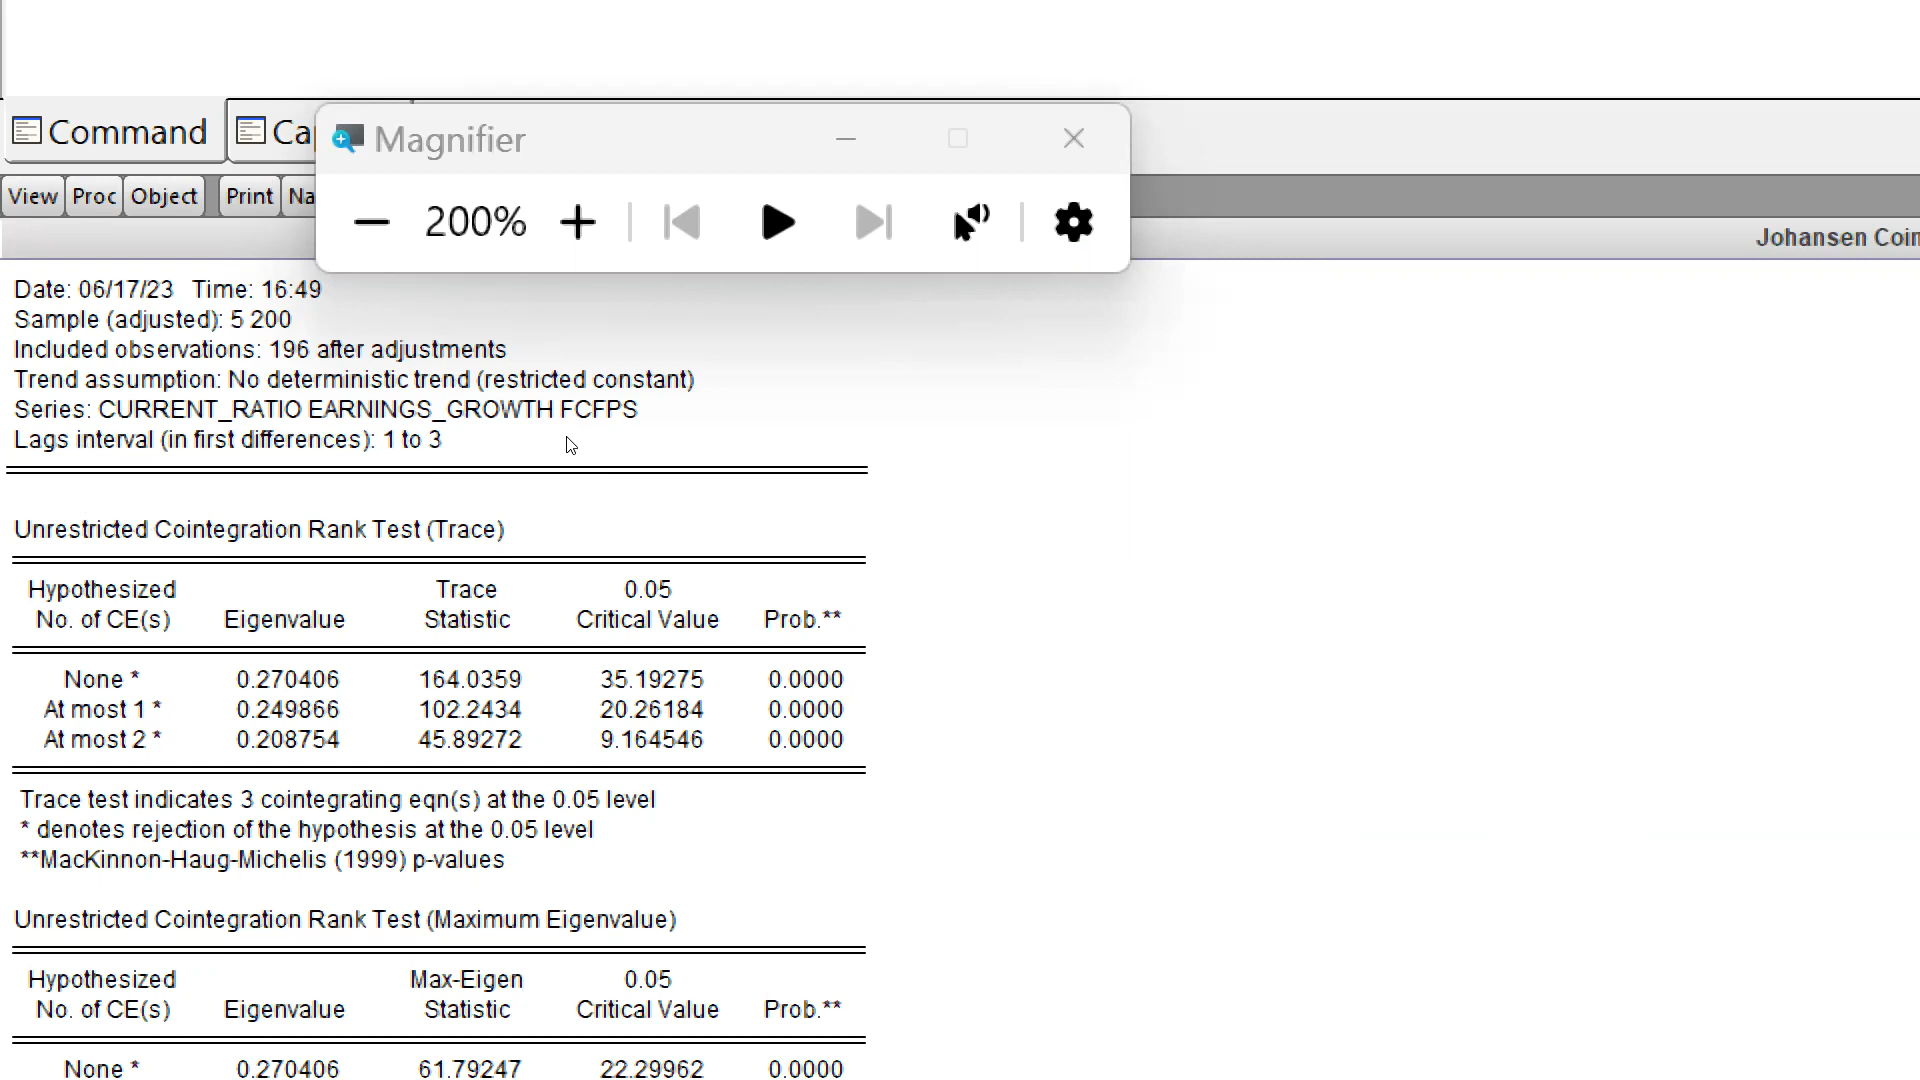 Command
Ca
Magnifier
View Proc Object Print Na
200%
Johansen Coin
Date: 06/17/23 Time: 16:49
Sample (adjusted): 5 200
Included observations: 196 after adjustments
Trend assumption: No deterministic trend (restricted constant)
Series: CURRENT_RATIO EARNINGS_GROWTH FCFPS
Lags interval (in first differences): 1 to 3
Unrestricted Cointegration Rank Test (Trace)
Hypothesized Trace 0.05
No. of CE(s) Eigenvalue Statistic Critical Value Prob.**
None * 0.270406 164.0359 35.19275 0.0000
At most 1 * 0.249866 102.2434 20.26184 0.0000
At most 2 * 0.208754 45.89272 9.164546 0.0000
Trace test indicates 3 cointegrating eqn(s) at the 0.05 level
* denotes rejection of the hypothesis at the 0.05 level
**MacKinnon-Haug-Michelis (1999) p-values
Unrestricted Cointegration Rank Test (Maximum Eigenvalue)
Hypothesized Max-Eigen 0.05
No. of CE(s) Eigenvalue Statistic Critical Value Prob.**
None * 0.270406 61.79247 22.29962 0.0000